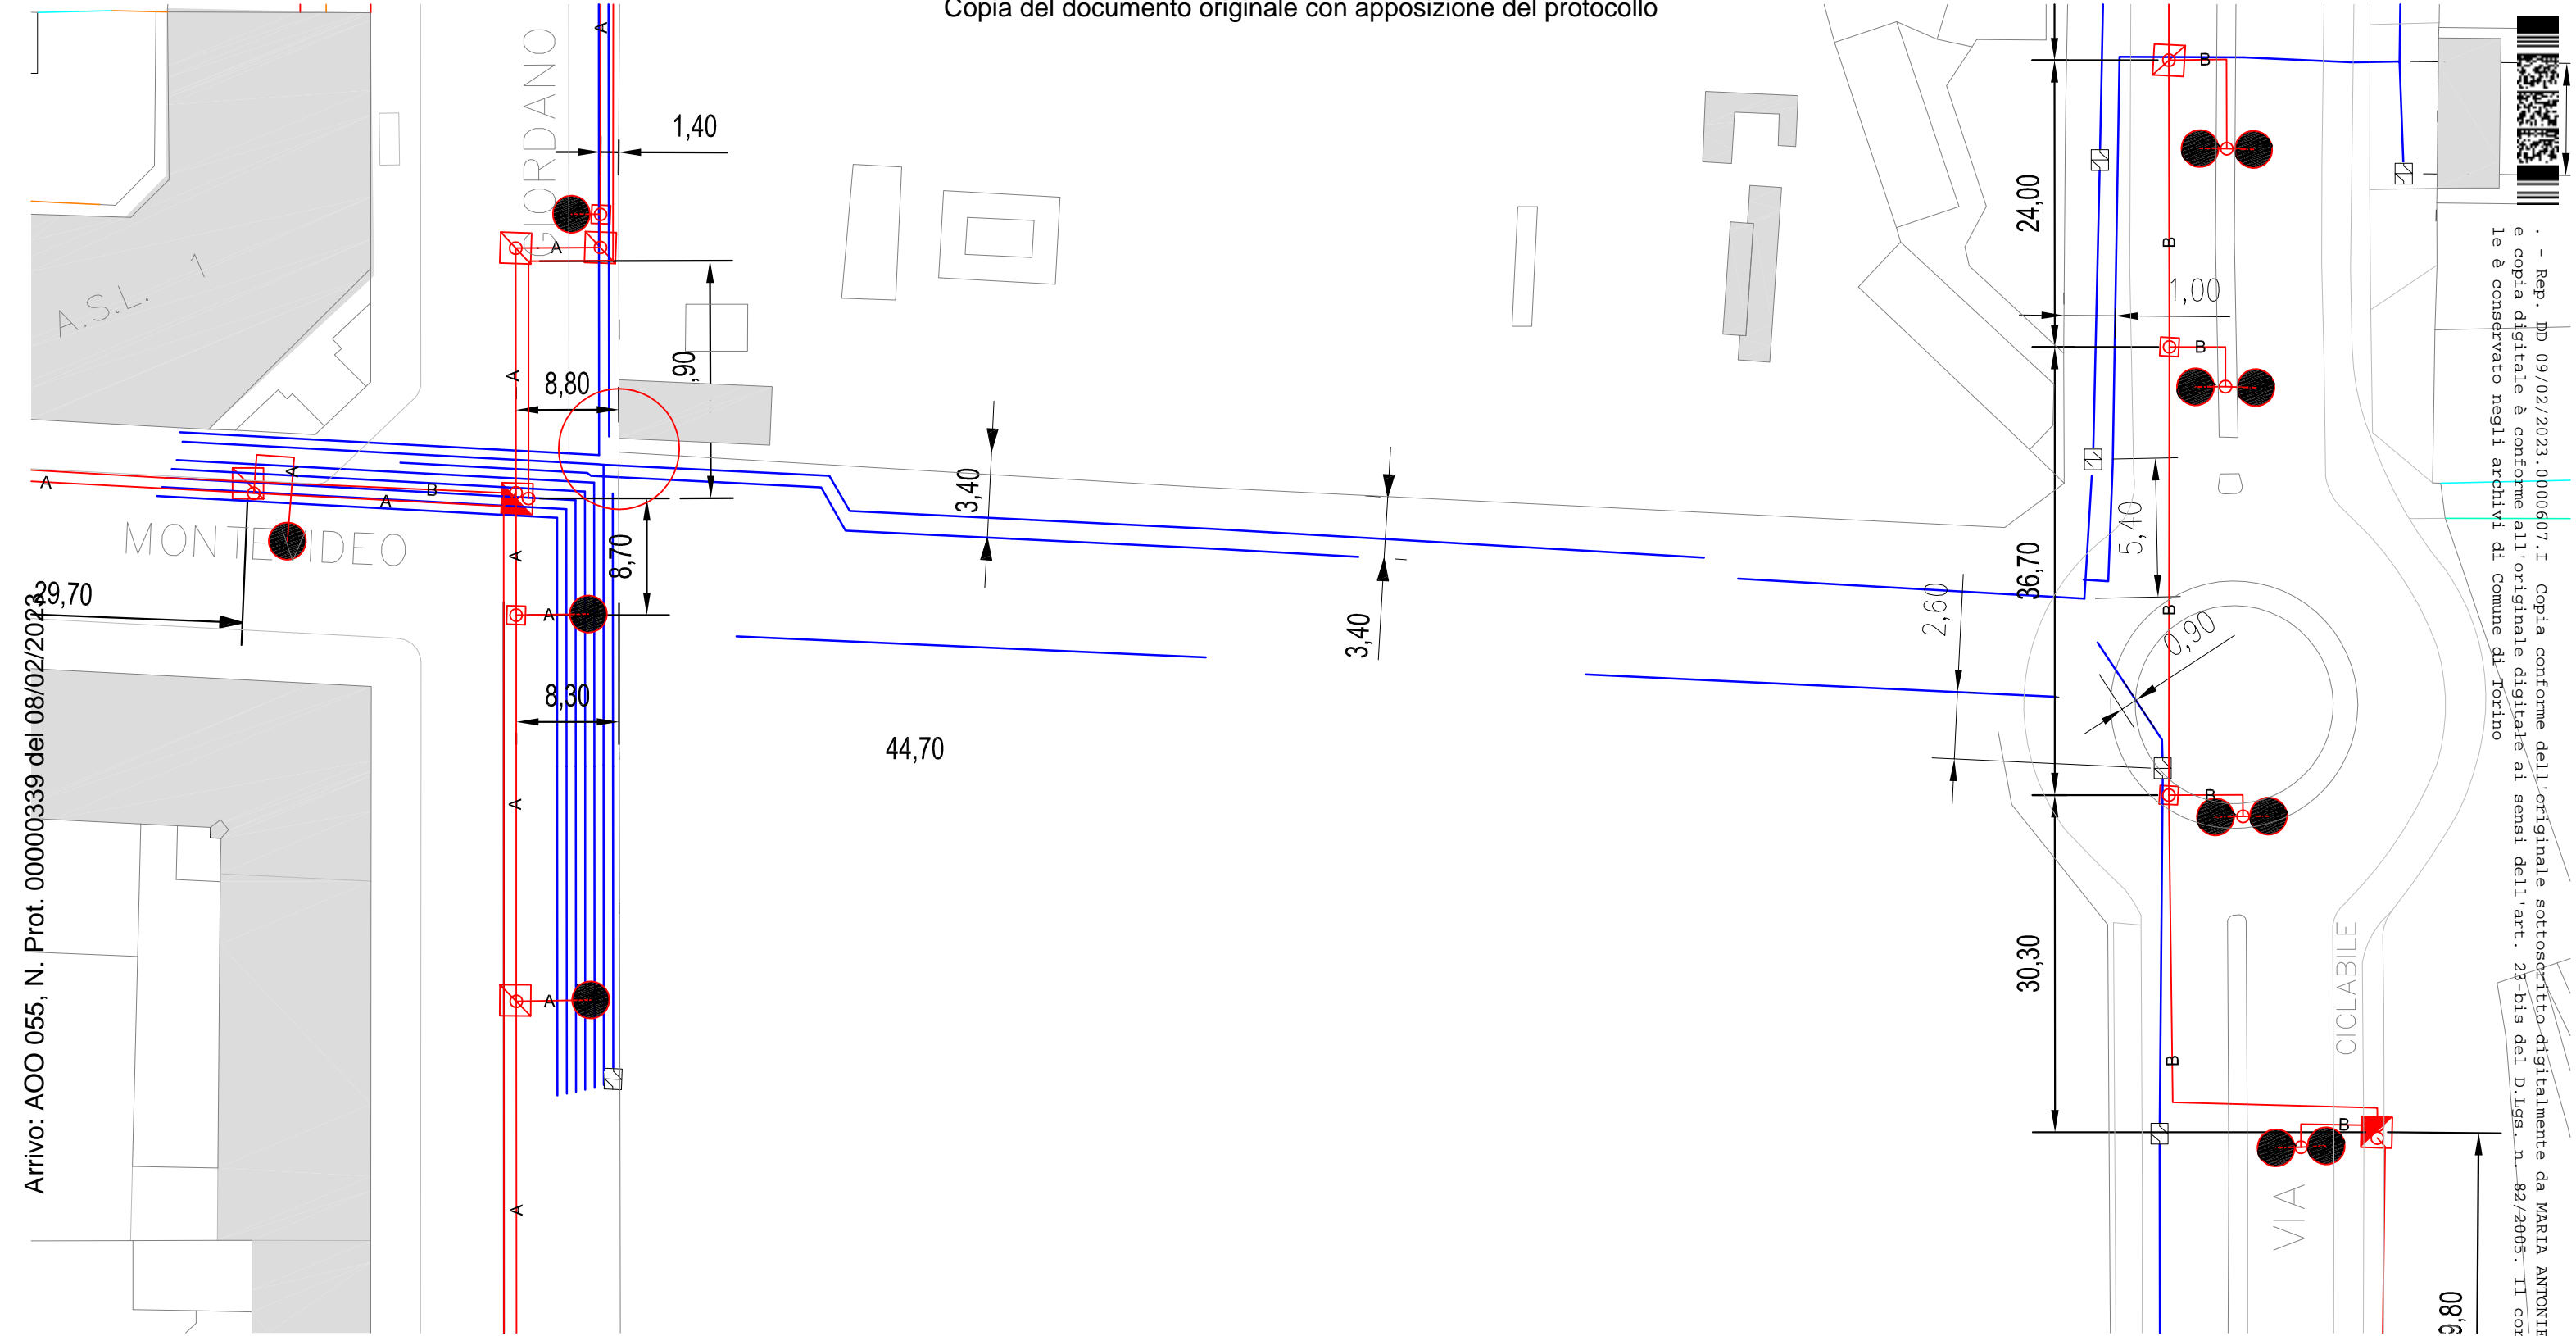 Copia del documento originale con apposizione del protocollo
GIORDANO
A
1,40
A
A.S.L. 1
A
8,80
,90
A
A
B
A
MONTEVIDEO
A
8,70
A
29,70
8,30
A
A
A
44,70
3,40
3,40
B
24,00
B
1,00
B
5,40
36,70
B
2,60
0,90
B
30,30
B
CICLABILE
B
VIA
9,80
Arrivo: AOO 055, N. Prot. 00000339 del 08/02/2023
. - Rep. DD 09/02/2023.0000607.I Copia conforme dell'originale sottoscritto digitalmente da MARIA ANTONIE
e copia digitale è conforme all'originale digitale ai sensi dell'art. 23-bis del D.Lgs. n. 82/2005. Il cor
le è conservato negli archivi di Comune di Torino